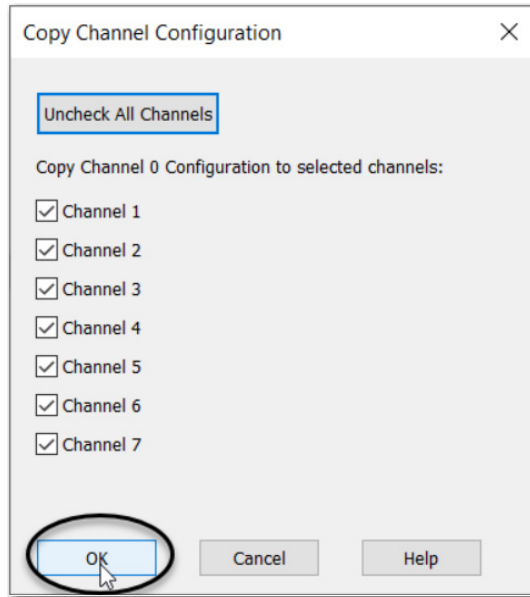 Copy Channel Configuration
Uncheck All Channels
Copy Channel 0 Configuration to selected channels:
Channel 1
Channel 2
Channel 3
Channel 4
Channel 5
Channel 6
Channel 7
OK Cancel Help